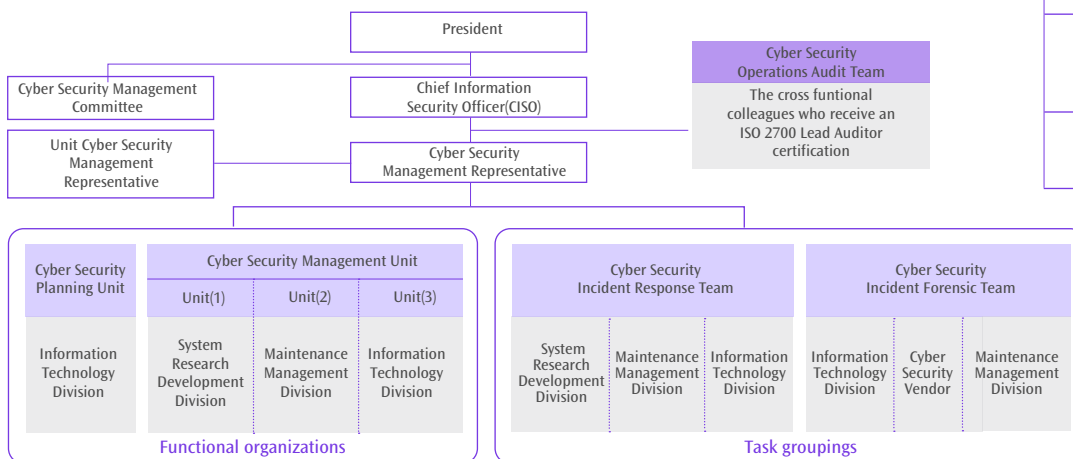 President
Cyber Security Management
Committee
Chief Information
Security Officer(CISO)
Cyber Security
Operations Audit Team
The cross funtional
colleagues who receive an
ISO 2700 Lead Auditor
certification
Unit Cyber Security
Management
Representative
Cyber Security
Management Representative
Cyber Security
Planning Unit
Information
Technology
Division
Cyber Security Management Unit
Unit(1)
Unit(2)
Unit(3)
System
Research
Development
Division
Maintenance
Management
Division
Information
Technology
Division
Functional organizations
Cyber Security
Incident Response Team
System
Research
Development
Division
Maintenance
Management
Division
Information
Technology
Division
Cyber Security
Incident Forensic Team
Information
Technology
Division
Cyber
Security
Vendor
Maintenance
Management
Division
Task groupings